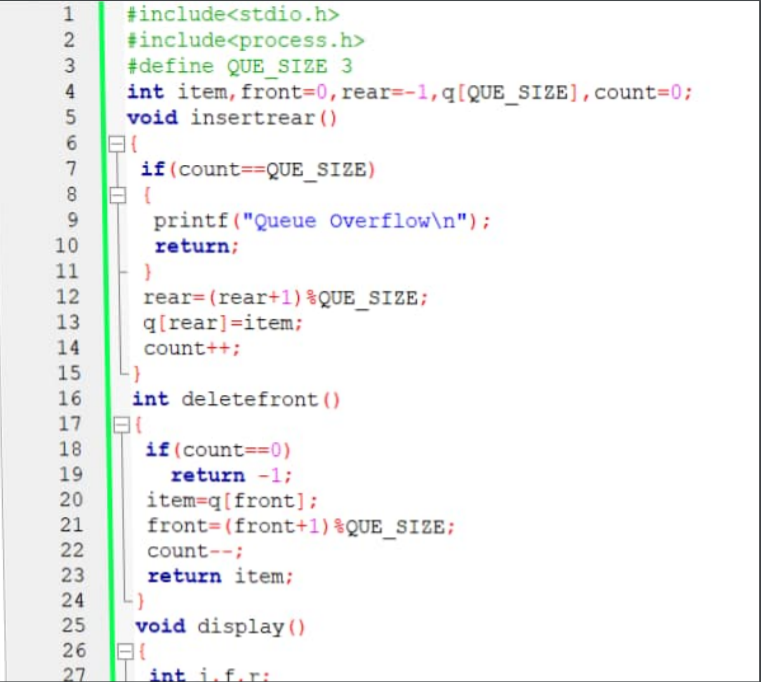 1 #include<stdio.h>
2 #include<process.h>
3 #define QUE_SIZE 3
4 int item,front=0,rear=-1,q[QUE_SIZE],count=0;
5 void insertrear()
6 {
7 if(count==QUE_SIZE)
8 {
9 printf("Queue Overflow\n");
10 return;
11 }
12 rear=(rear+1)%QUE_SIZE;
13 q[rear]=item;
14 count++;
15 }
16 int deletefront()
17 {
18 if(count==0)
19 return -1;
20 item=q[front];
21 front=(front+1)%QUE_SIZE;
22 count--;
23 return item;
24 }
25 void display()
26 {
27 int i,f,r;